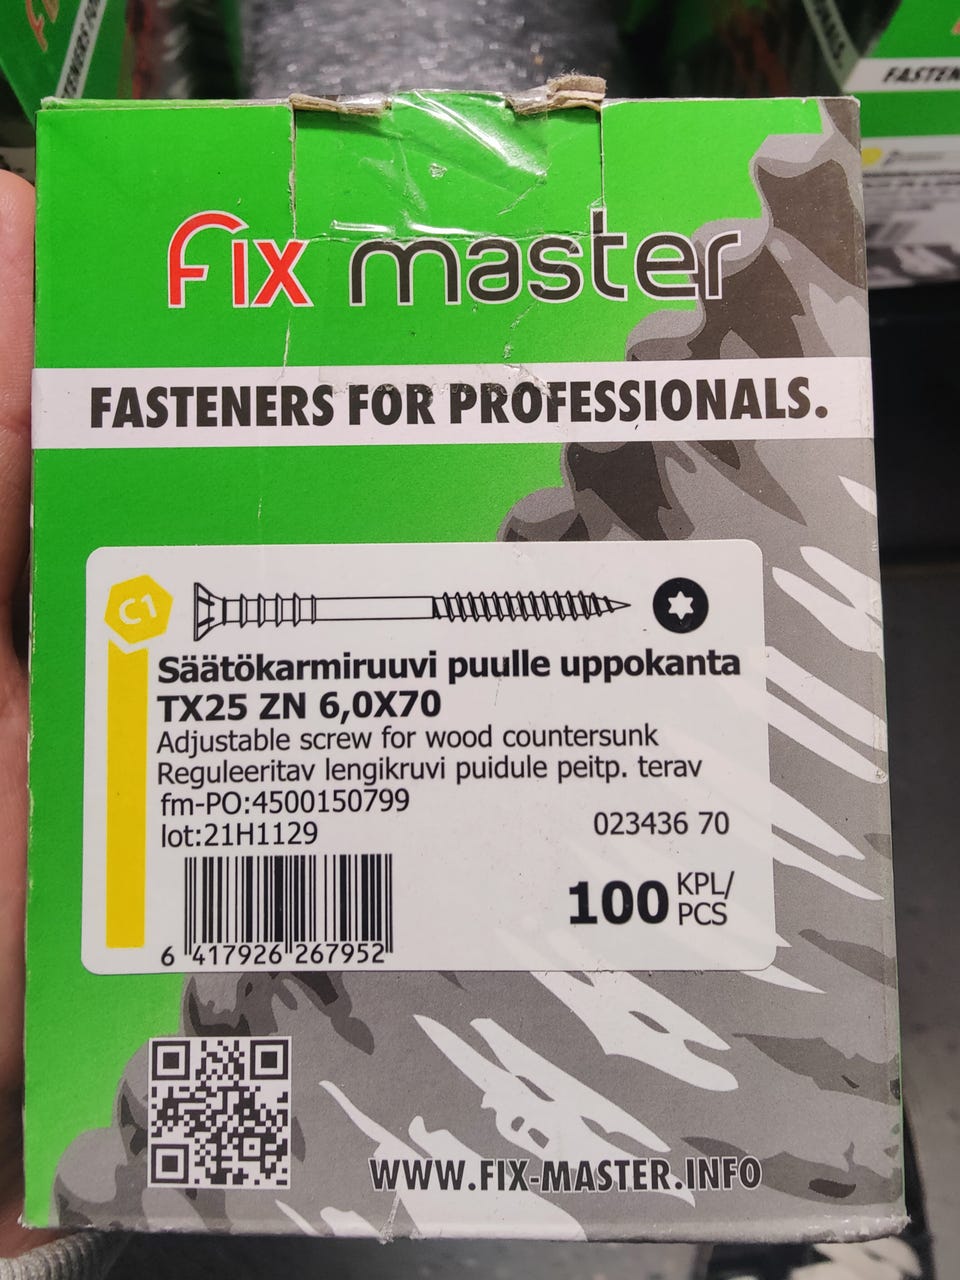 Fix master
FASTENERS FOR PROFESSIONALS.
C1
Säätökarmiruuvi puulle uppokanta
TX25 ZN 6,0X70
Adjustable screw for wood countersunk
Reguleeritav lengikruvi puidule peitp. terav
fm-PO:4500150799
lot:21H1129
023436 70
100 KPL/
PCS
6 417926 267952
WWW.FIX-MASTER.INFO
FASTEN